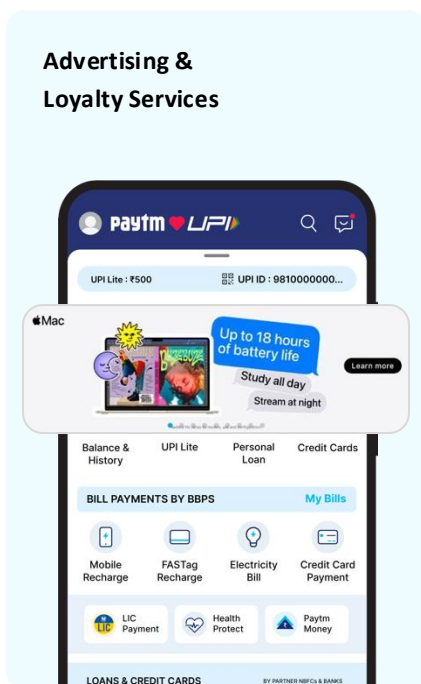 Advertising &
Loyalty Services
paytm UPI
UPI Lite : ₹500
UPI ID : 9810000000...
Mac
Up to 18 hours
of battery life
Study all day
Stream at night
Learn more
Balance &
History
UPI Lite
Personal
Loan
Credit Cards
BILL PAYMENTS BY BBPS
My Bills
Mobile
Recharge
FASTag
Recharge
Electricity
Bill
Credit Card
Payment
LIC
LIC
Payment
Health
Protect
Paytm
Money
LOANS & CREDIT CARDS
BY PARTNER NBFCs & BANKS